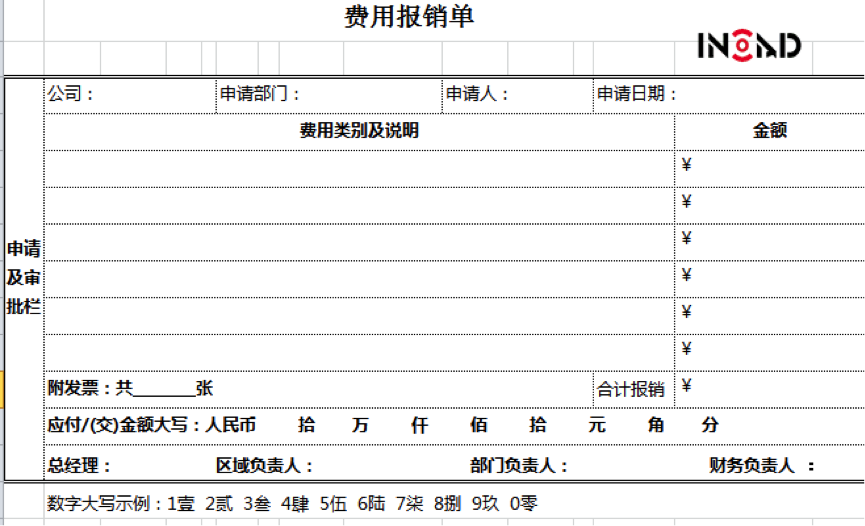 费用报销单
INOAD
公司： 申请部门： 申请人： 申请日期：
费用类别及说明 金额
¥
¥
¥
¥
¥
¥
申请
及审
批栏
附发票：共_______张 合计报销 ¥
应付/(交)金额大写：人民币 拾 万 仟 佰 拾 元 角 分
总经理： 区域负责人： 部门负责人： 财务负责人 ：
数字大写示例：1壹 2贰 3叁 4肆 5伍 6陆 7柒 8捌 9玖 0零